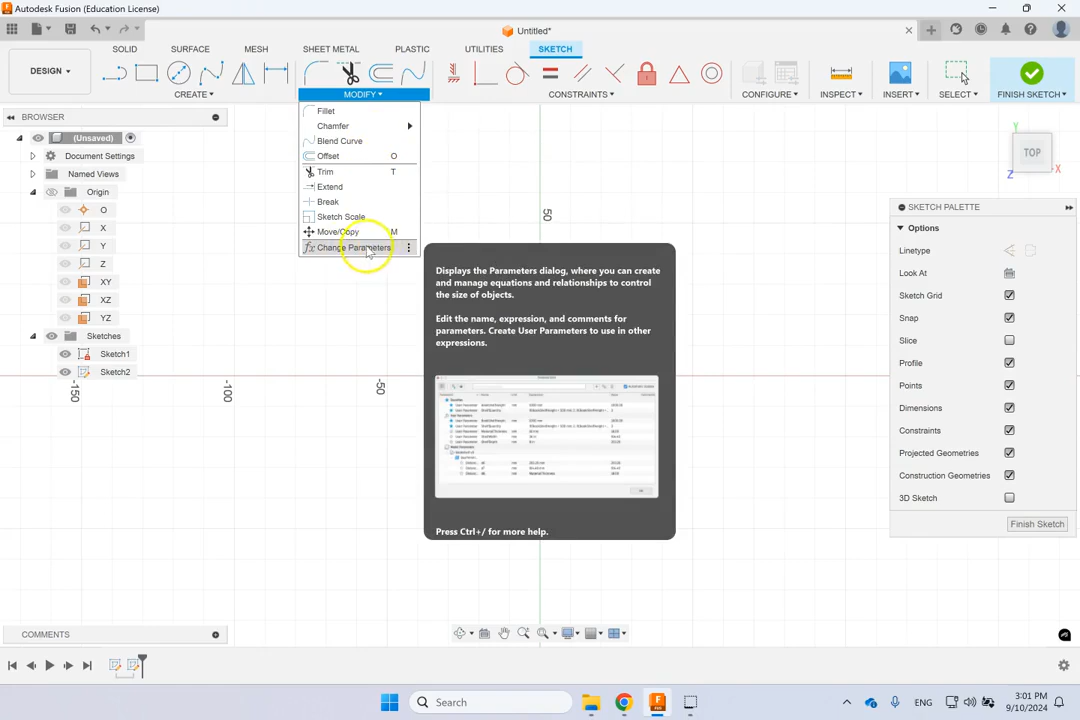 Autodesk Fusion (Education License)
Untitled*
SOLID SURFACE MESH SHEET METAL PLASTIC UTILITIES SKETCH
DESIGN
CREATE MODIFY CONSTRAINTS CONFIGURE INSPECT INSERT SELECT FINISH SKETCH
BROWSER
(Unsaved)
Document Settings
Named Views
Origin
O
X
Y
Z
XY
XZ
YZ
Sketches
Sketch1
Sketch2
Fillet
Chamfer
Blend Curve
Offset O
Trim T
Extend
Break
Sketch Scale
Move/Copy M
fx Change Parameters
Displays the Parameters dialog, where you can create
and manage equations and relationships to control
the size of objects.
Edit the name, expression, and comments for
parameters. Create User Parameters to use in other
expressions.
Press Ctrl+/ for more help.
50
-150
-100
-50
Y
TOP
X
Z
SKETCH PALETTE
Options
Linetype
Look At
Sketch Grid
Snap
Slice
Profile
Points
Dimensions
Constraints
Projected Geometries
Construction Geometries
3D Sketch
Finish Sketch
COMMENTS
Search
ENG
3:01 PM
9/10/2024